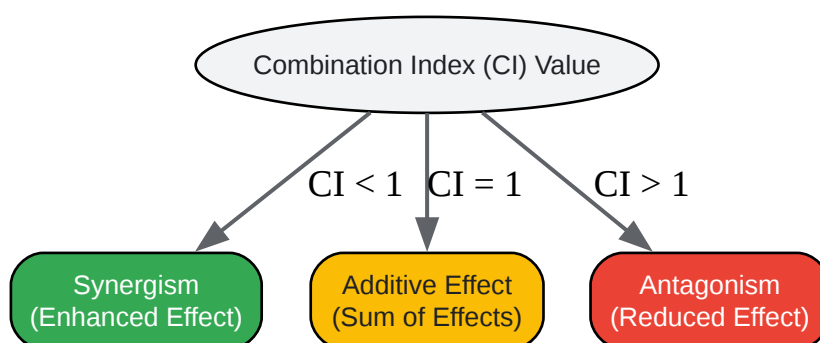 Combination Index (CI) Value
CI < 1
CI = 1
CI > 1
Synergism
(Enhanced Effect)
Additive Effect
(Sum of Effects)
Antagonism
(Reduced Effect)